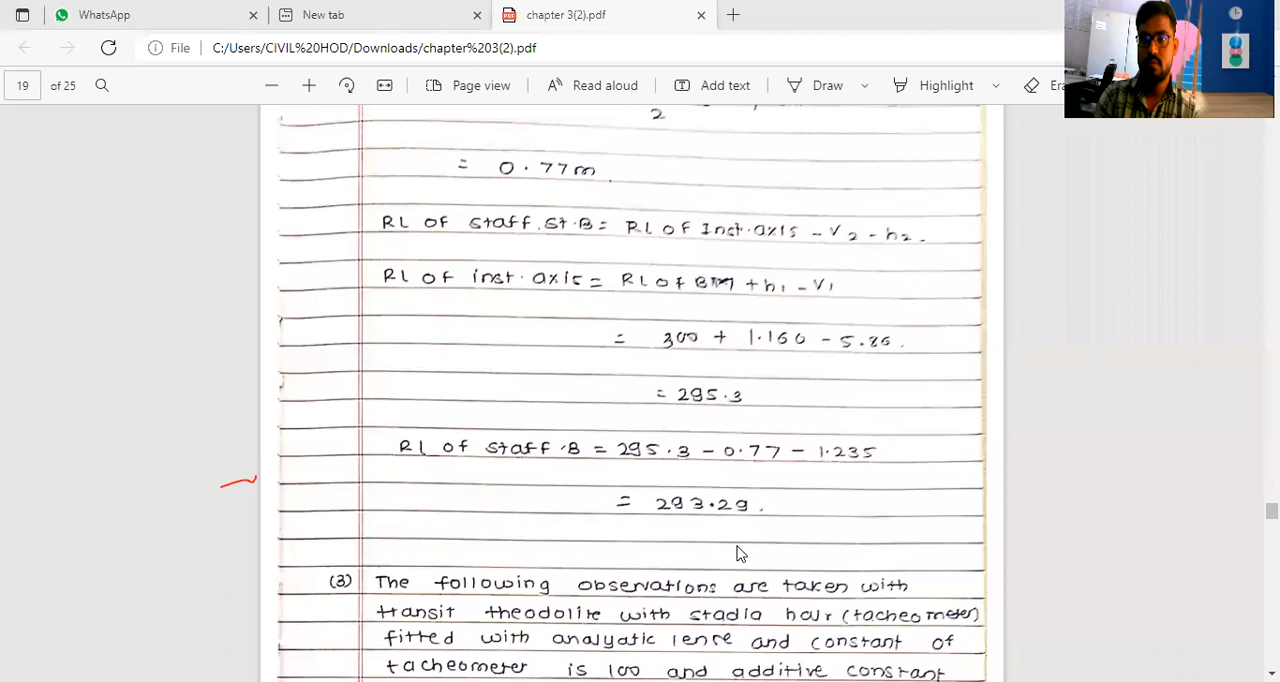 WhatsApp
New tab
chapter 3(2).pdf
File
C:/Users/CIVIL%20HOD/Downloads/chapter%203(2).pdf
19 of 25
Page view
Read aloud
Add text
Draw
Highlight
2
= 0.77m.
RL of staff.st.B = RL of Inst.axis - V2 - h2.
RL of inst.axis = RL of BM + h1 - V1
= 300 + 1.160 - 5.86.
= 295.3
RL of staff.B = 295.3 - 0.77 - 1.235
= 293.29.
(3) The following observations are taken with
transit theodolite with stadia hair (tacheometer)
fitted with analyatic lence and constant of
tacheometer is 100 and additive constant